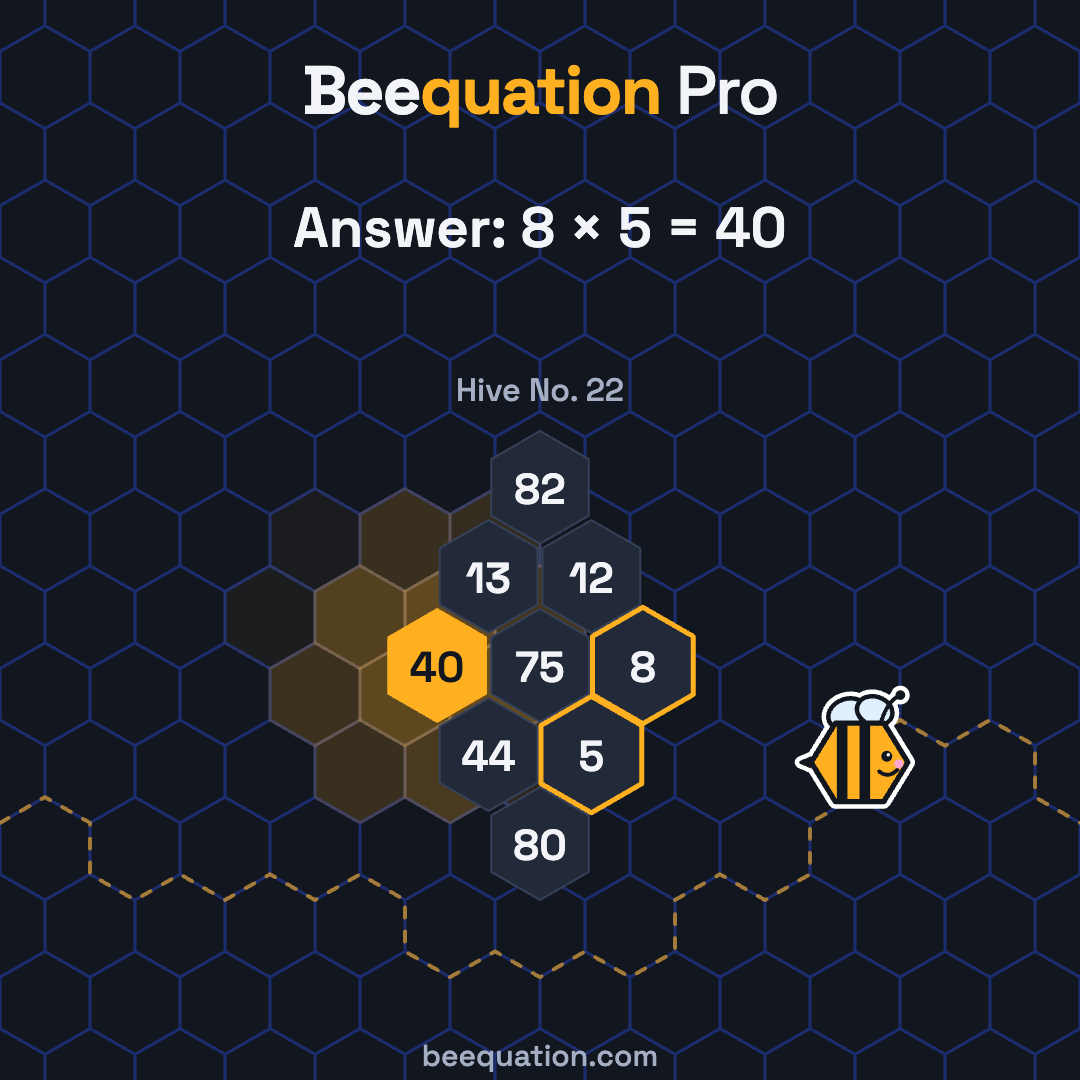 Beequation Pro
Answer: 8 × 5 = 40
Hive No. 22
82
13 12
40 75 8
44 5
80
beequation.com